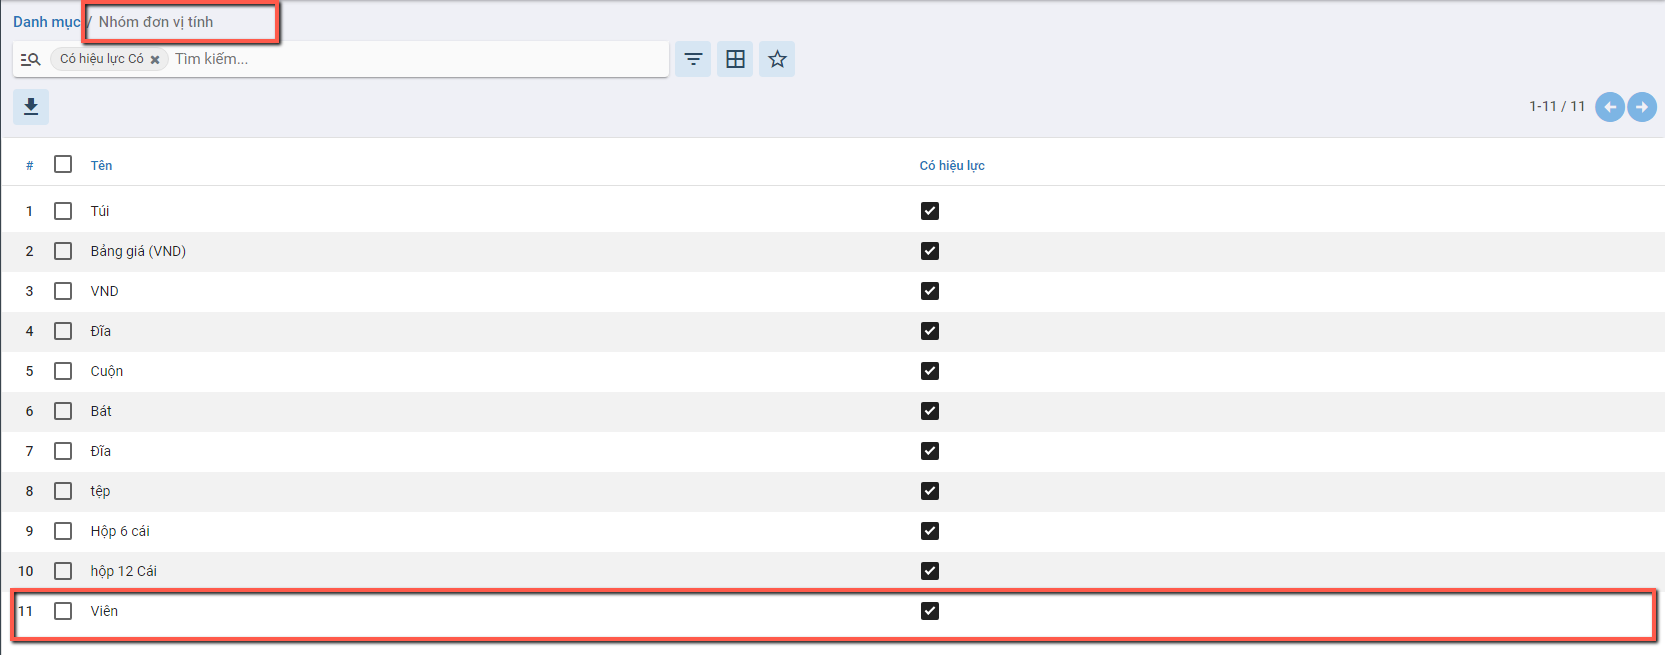 Danh mục / Nhóm đơn vị tính
Có hiệu lực Có × Tìm kiếm...
1-11 / 11
# Tên Có hiệu lực
1 Túi
2 Bảng giá (VND)
3 VND
4 Đĩa
5 Cuộn
6 Bát
7 Đĩa
8 tệp
9 Hộp 6 cái
10 hộp 12 Cái
11 Viên